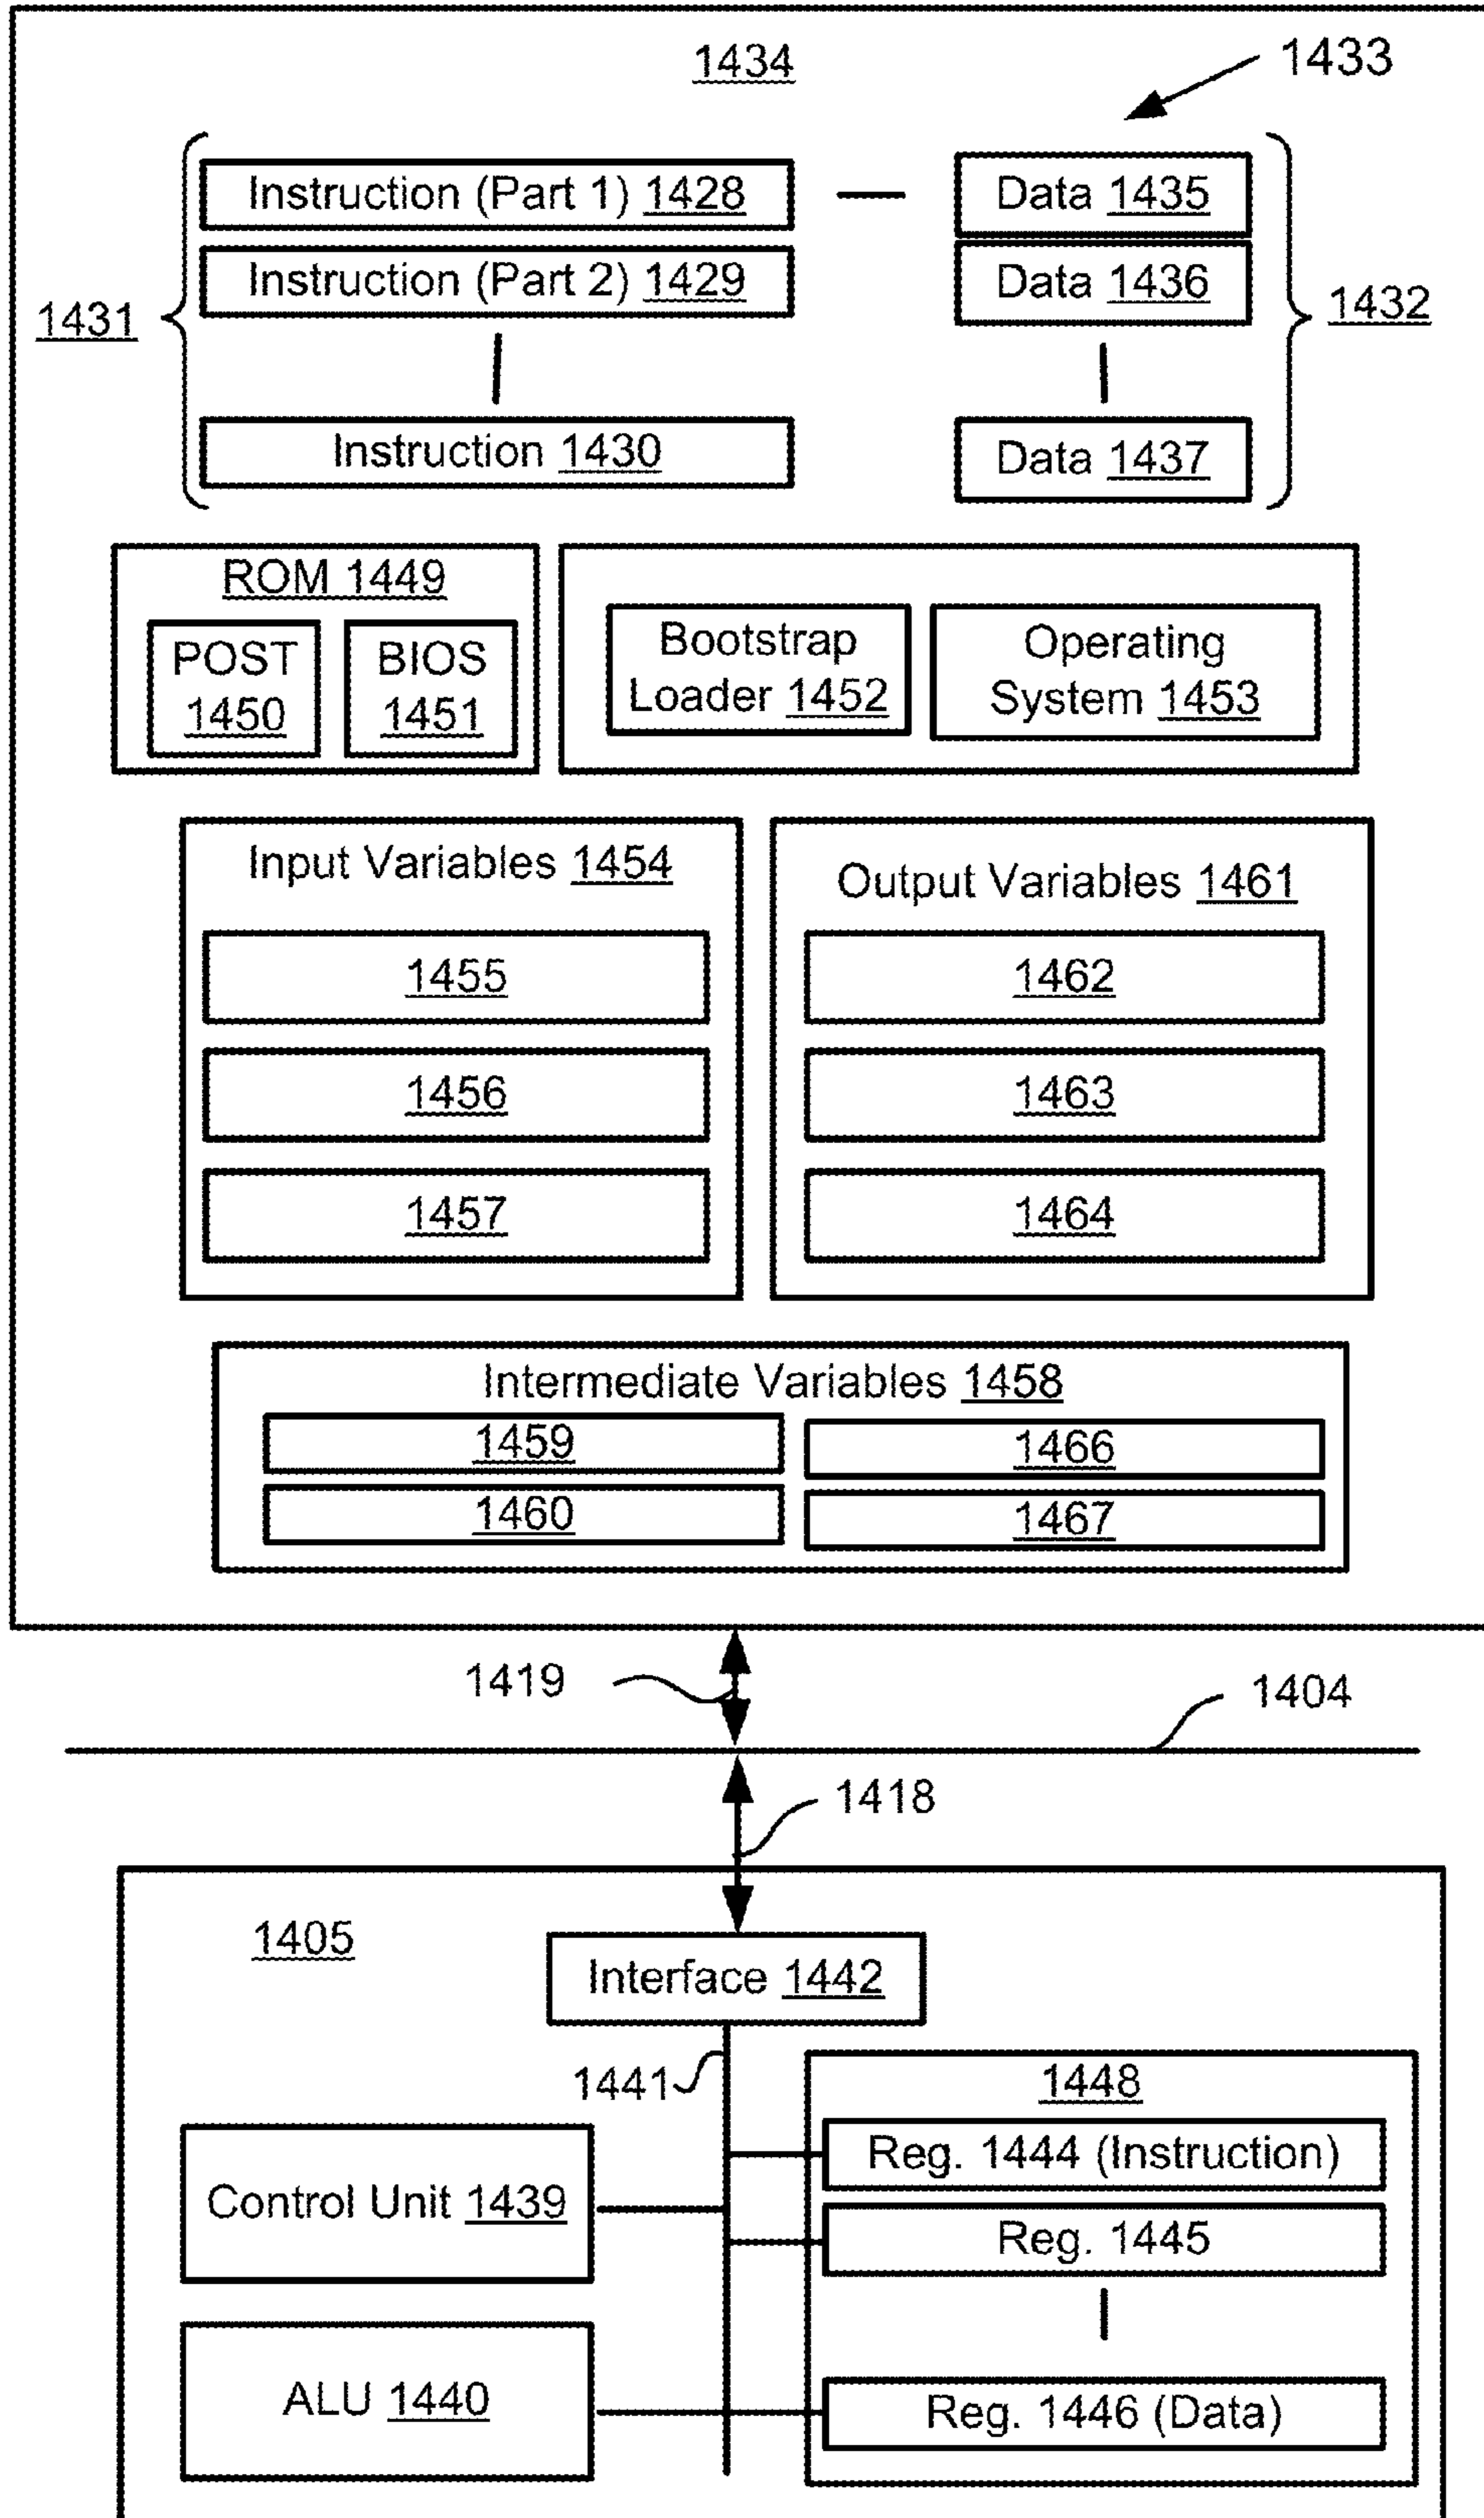 1434
1433
Instruction (Part 1) 1428
Data 1435
Instruction (Part 2) 1429
Data 1436
1431
1432
Instruction 1430
Data 1437
ROM 1449
POST
1450
BIOS
1451
Bootstrap
Loader 1452
Operating
System 1453
Input Variables 1454
1455
1456
1457
Output Variables 1461
1462
1463
1464
Intermediate Variables 1458
1459
1466
1460
1467
1419
1404
1418
1405
Interface 1442
1441
1448
Reg. 1444 (Instruction)
Control Unit 1439
Reg. 1445
ALU 1440
Reg. 1446 (Data)